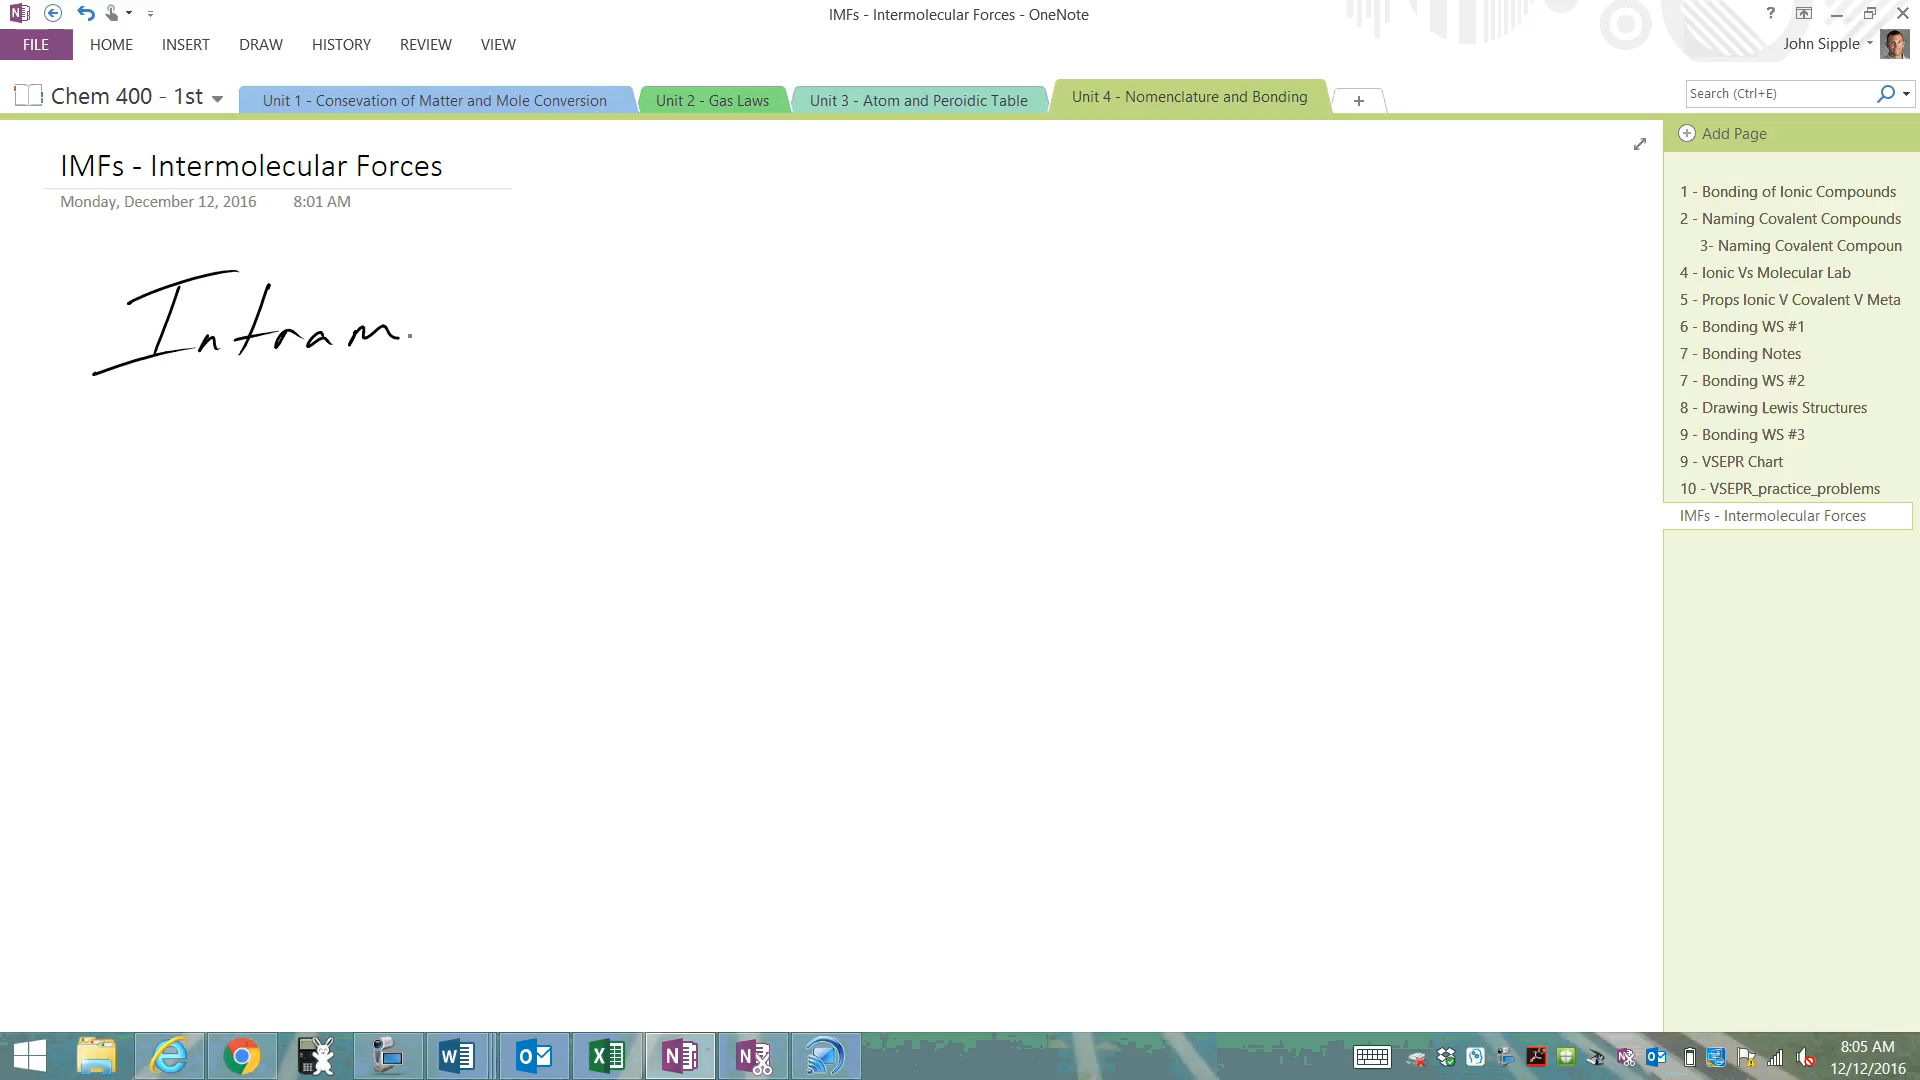 IMFs - Intermolecular Forces - OneNote
?
FILE HOME INSERT DRAW HISTORY REVIEW VIEW
John Sipple
Chem 400 - 1st
Unit 1 - Consevation of Matter and Mole Conversion
Unit 2 - Gas Laws
Unit 3 - Atom and Peroidic Table
Unit 4 - Nomenclature and Bonding
+
Search (Ctrl+E)
Add Page
IMFs - Intermolecular Forces
Monday, December 12, 2016 8:01 AM
Intram
1 - Bonding of Ionic Compounds
2 - Naming Covalent Compounds
3- Naming Covalent Compoun
4 - Ionic Vs Molecular Lab
5 - Props Ionic V Covalent V Meta
6 - Bonding WS #1
7 - Bonding Notes
7 - Bonding WS #2
8 - Drawing Lewis Structures
9 - Bonding WS #3
9 - VSEPR Chart
10 - VSEPR_practice_problems
IMFs - Intermolecular Forces
8:05 AM
12/12/2016